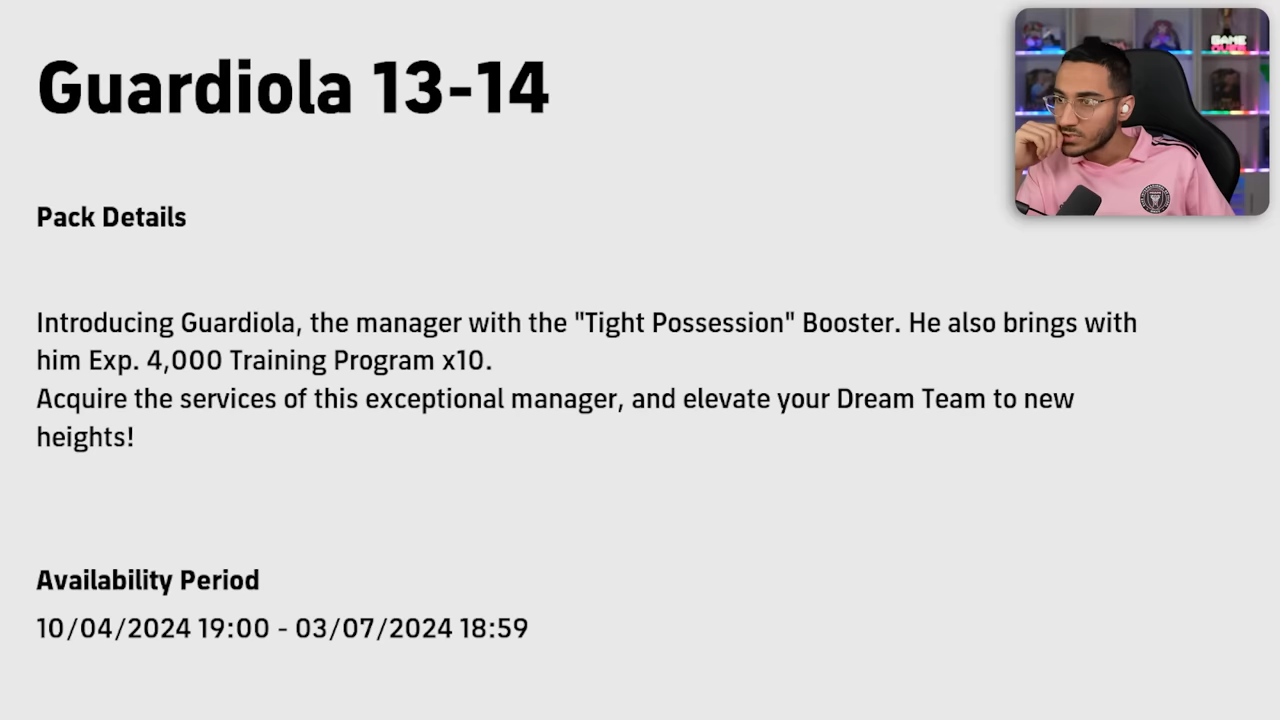 Guardiola 13-14
Pack Details
Introducing Guardiola, the manager with the "Tight Possession" Booster. He also brings with
him Exp. 4,000 Training Program x10.
Acquire the services of this exceptional manager, and elevate your Dream Team to new
heights!
Availability Period
10/04/2024 19:00 - 03/07/2024 18:59
GAME